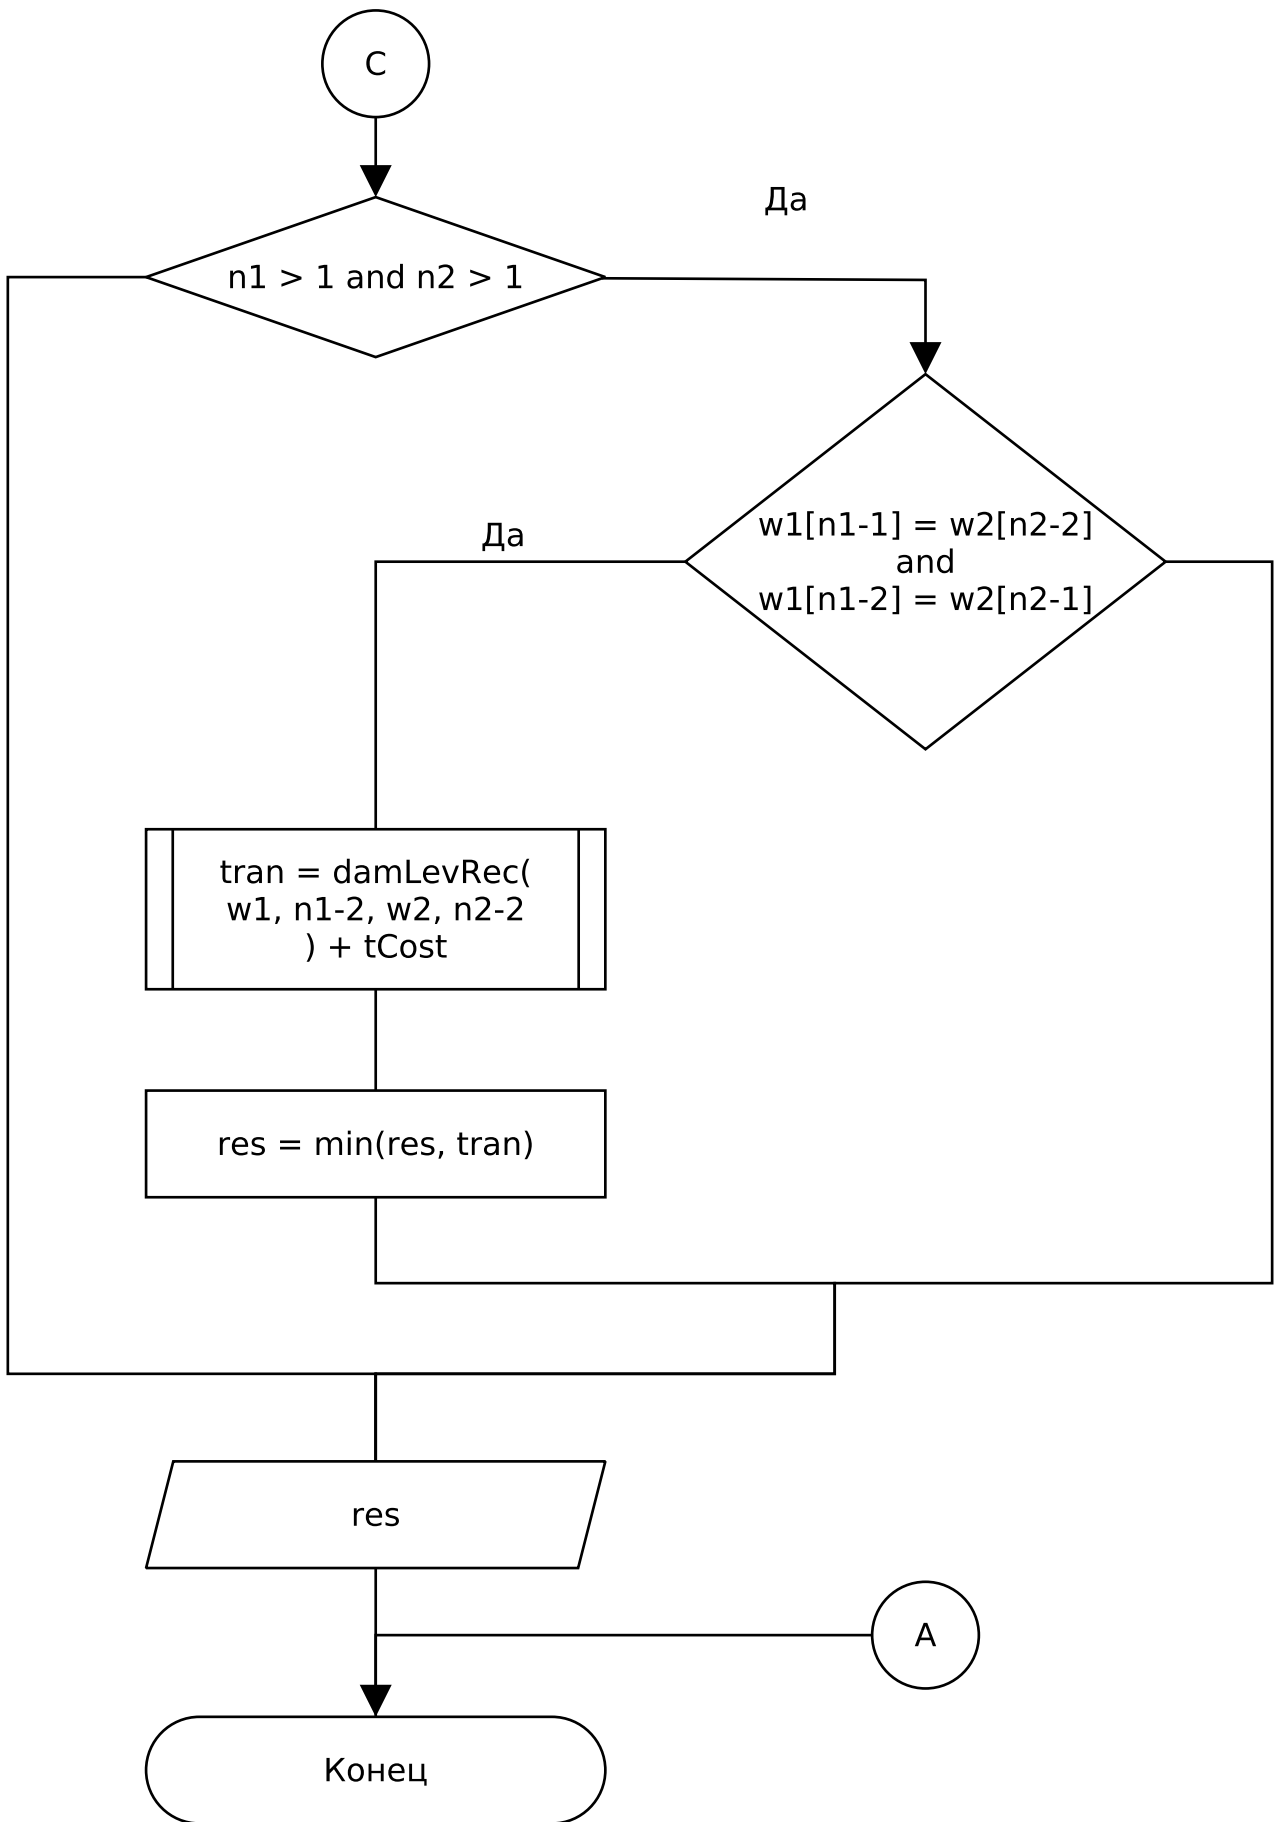 C
Да
n1 > 1 and n2 > 1
w1[n1-1] = w2[n2-2]
and
w1[n1-2] = w2[n2-1]
Да
tran = damLevRec(
w1, n1-2, w2, n2-2
) + tCost
res = min(res, tran)
res
A
Конец